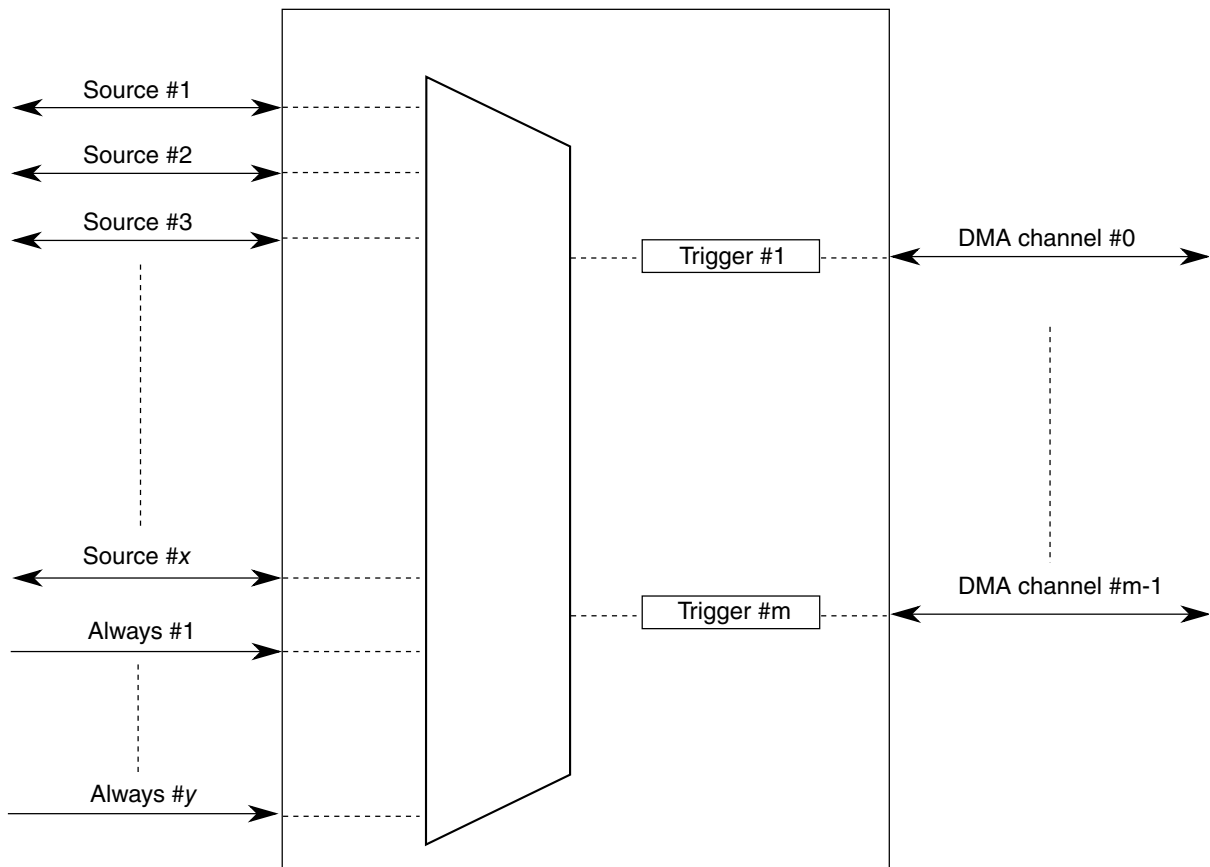 Source #1
Source #2
Source #3
Source #x
Always #1
Always #y
Trigger #1
Trigger #m
DMA channel #0
DMA channel #m-1